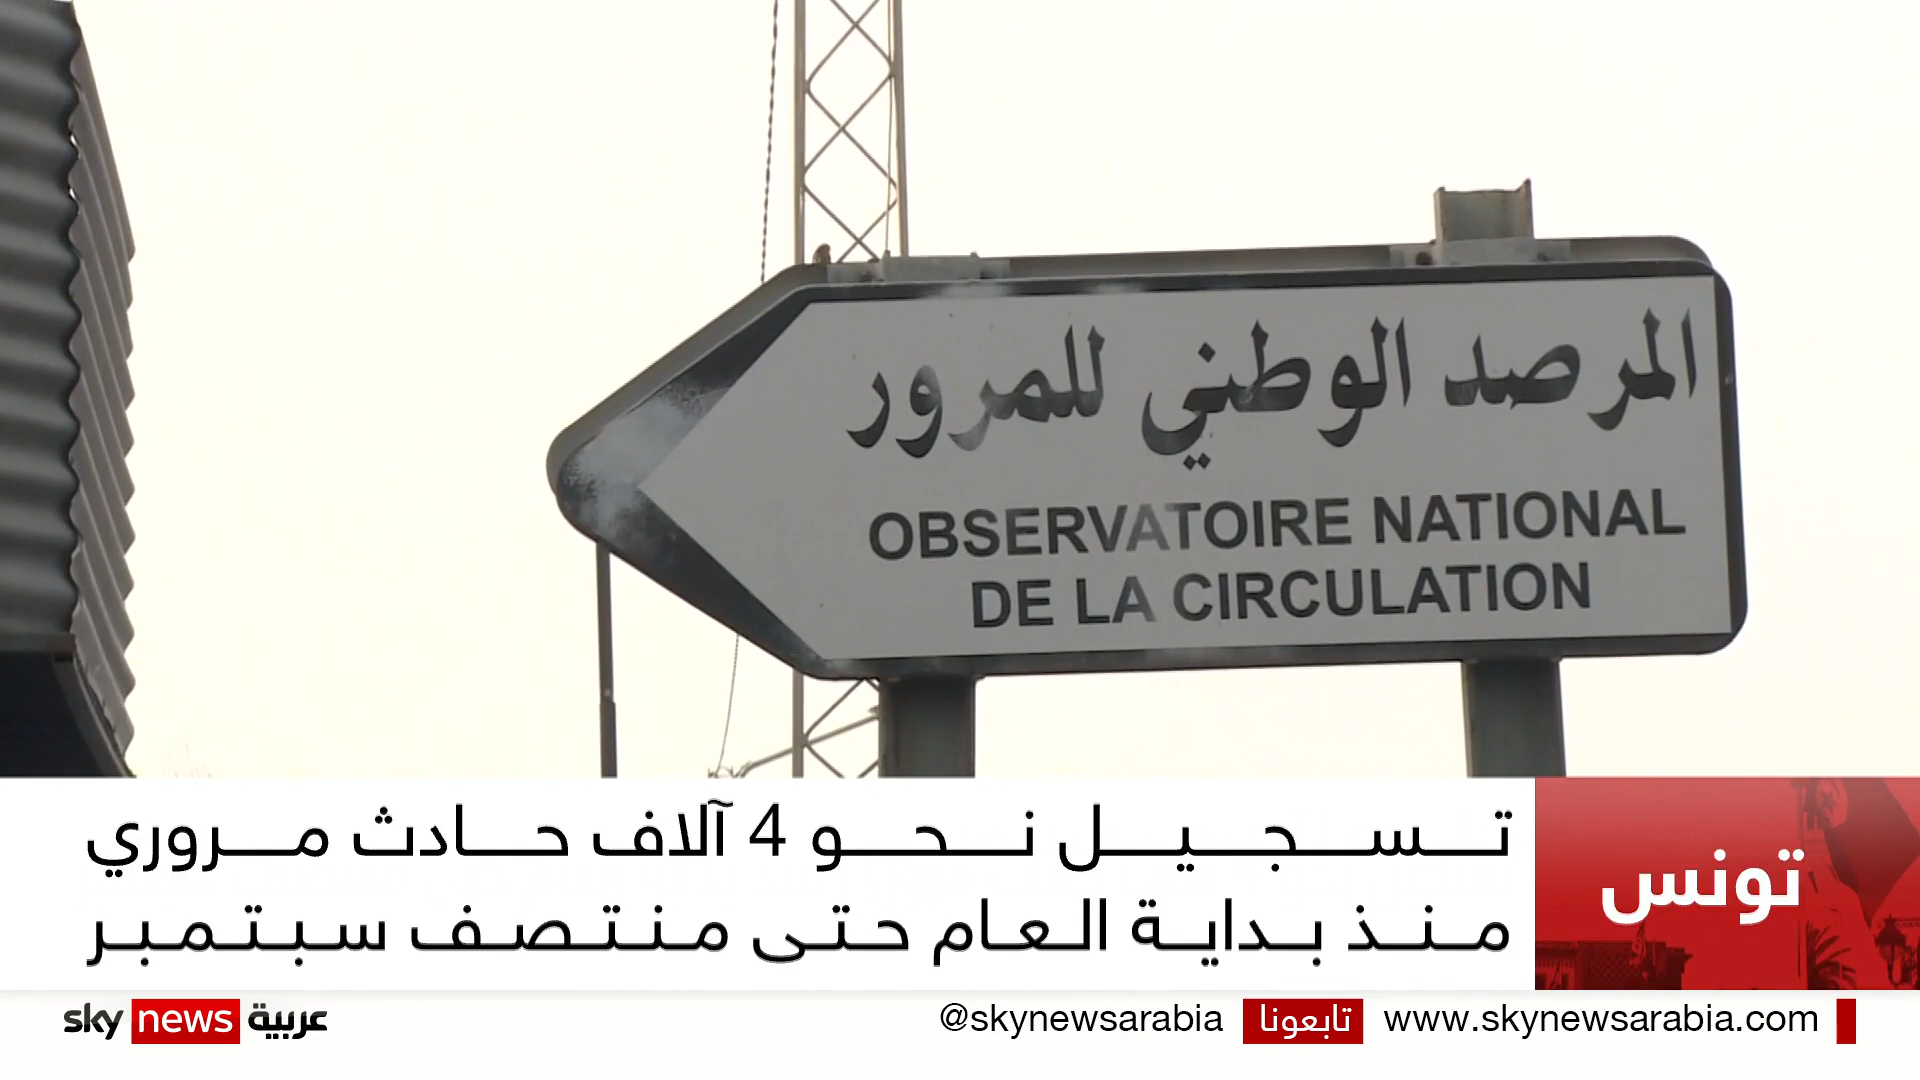 المرصد الوطني للمرور
OBSERVATOIRE NATIONAL
DE LA CIRCULATION
تونس
تسجيل نحو 4 آلاف حادث مروري
منذ بداية العام حتى منتصف سبتمبر
sky news عربية
@skynewsarabia تابعونا www.skynewsarabia.com